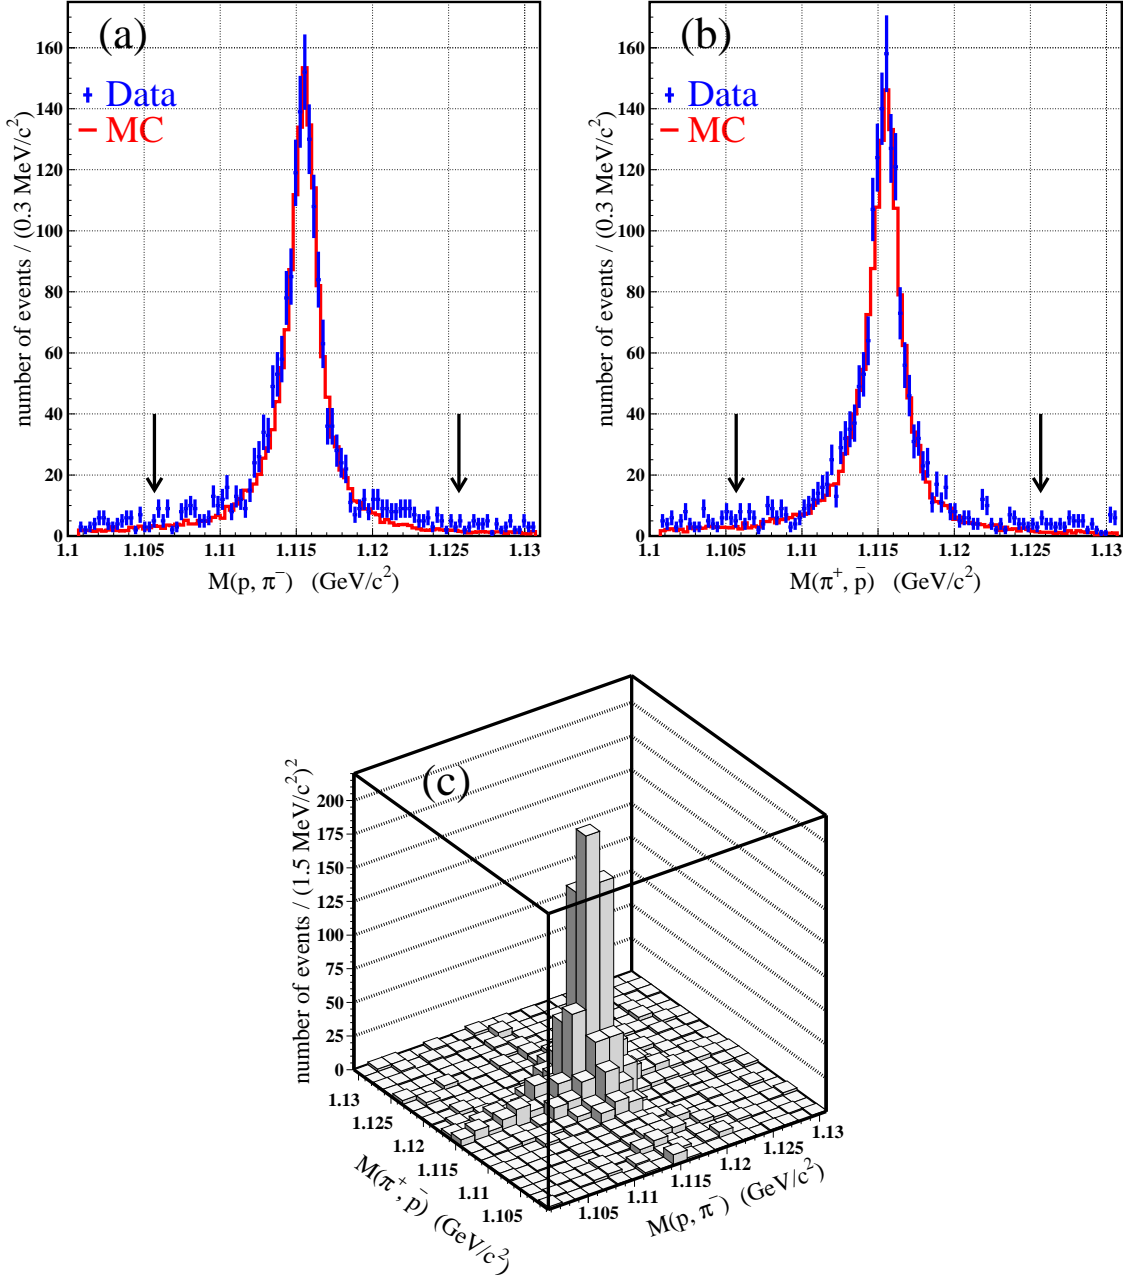 (a)
Data
MC
number of events / (0.3 MeV/c²)
160
140
120
100
80
60
40
20
0
1.1 1.105 1.11 1.115 1.12 1.125 1.13
M(p, π⁻) (GeV/c²)
(b)
Data
MC
number of events / (0.3 MeV/c²)
160
140
120
100
80
60
40
20
0
1.1 1.105 1.11 1.115 1.12 1.125 1.13
M(π⁺, p̄) (GeV/c²)
(c)
number of events / (1.5 MeV/c²)²
200
175
150
125
100
75
50
25
0
1.13
1.125
1.12
1.115
1.11
1.105
M(π⁺, p̄) (GeV/c²)
1.105
1.11
1.115
1.12
1.125
1.13
M(p, π⁻) (GeV/c²)